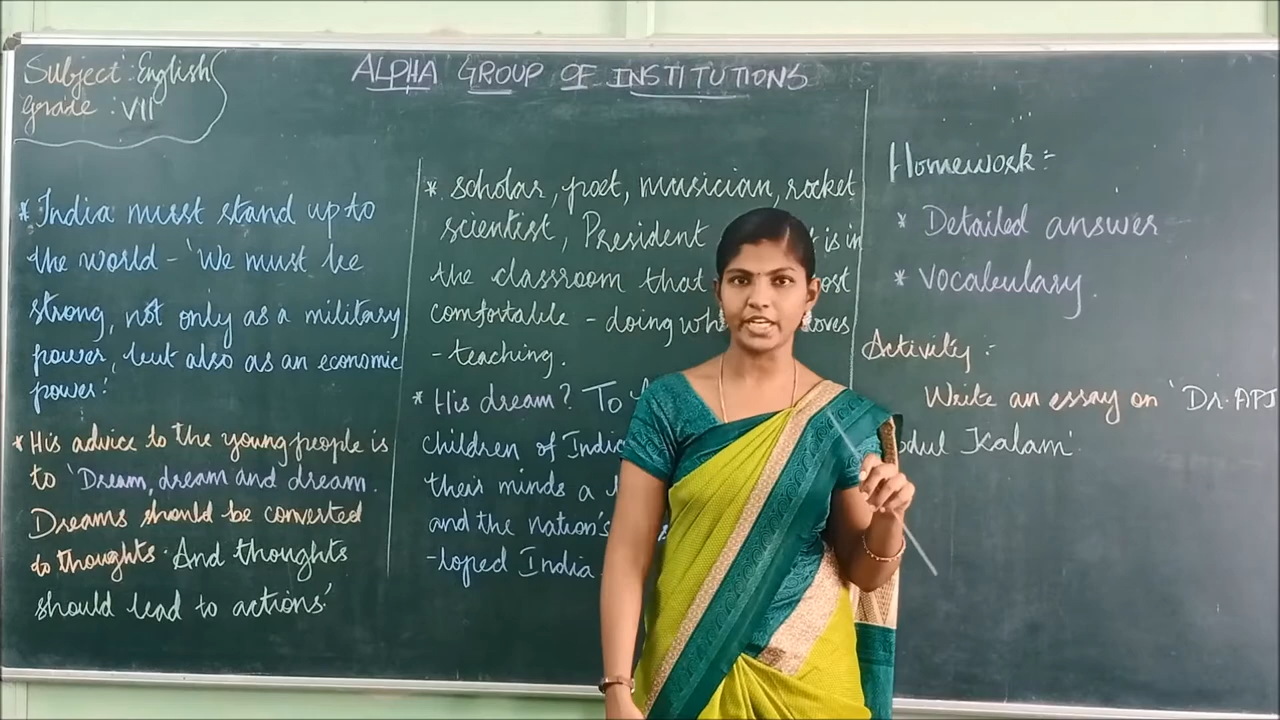 Subject : English
Grade : VII
ALPHA GROUP OF INSTITUTIONS
* India must stand up to
the world - 'We must be
strong, not only as a military
power, but also as an economic
power.'
* His advice to the young people is
to 'Dream, dream and dream.
Dreams should be converted
to thoughts. And thoughts
should lead to actions.'
* scholar, poet, musician, rocket
scientist, President is in
the classroom that
comfortable - doing loves
- teaching.
* His dream? To
children of India
their minds a
and the nation's
-loped India
Homework :-
* Detailed answer
* Vocabulary.
Activity :-
Write an essay on 'Dr. APJ
Kalam'.